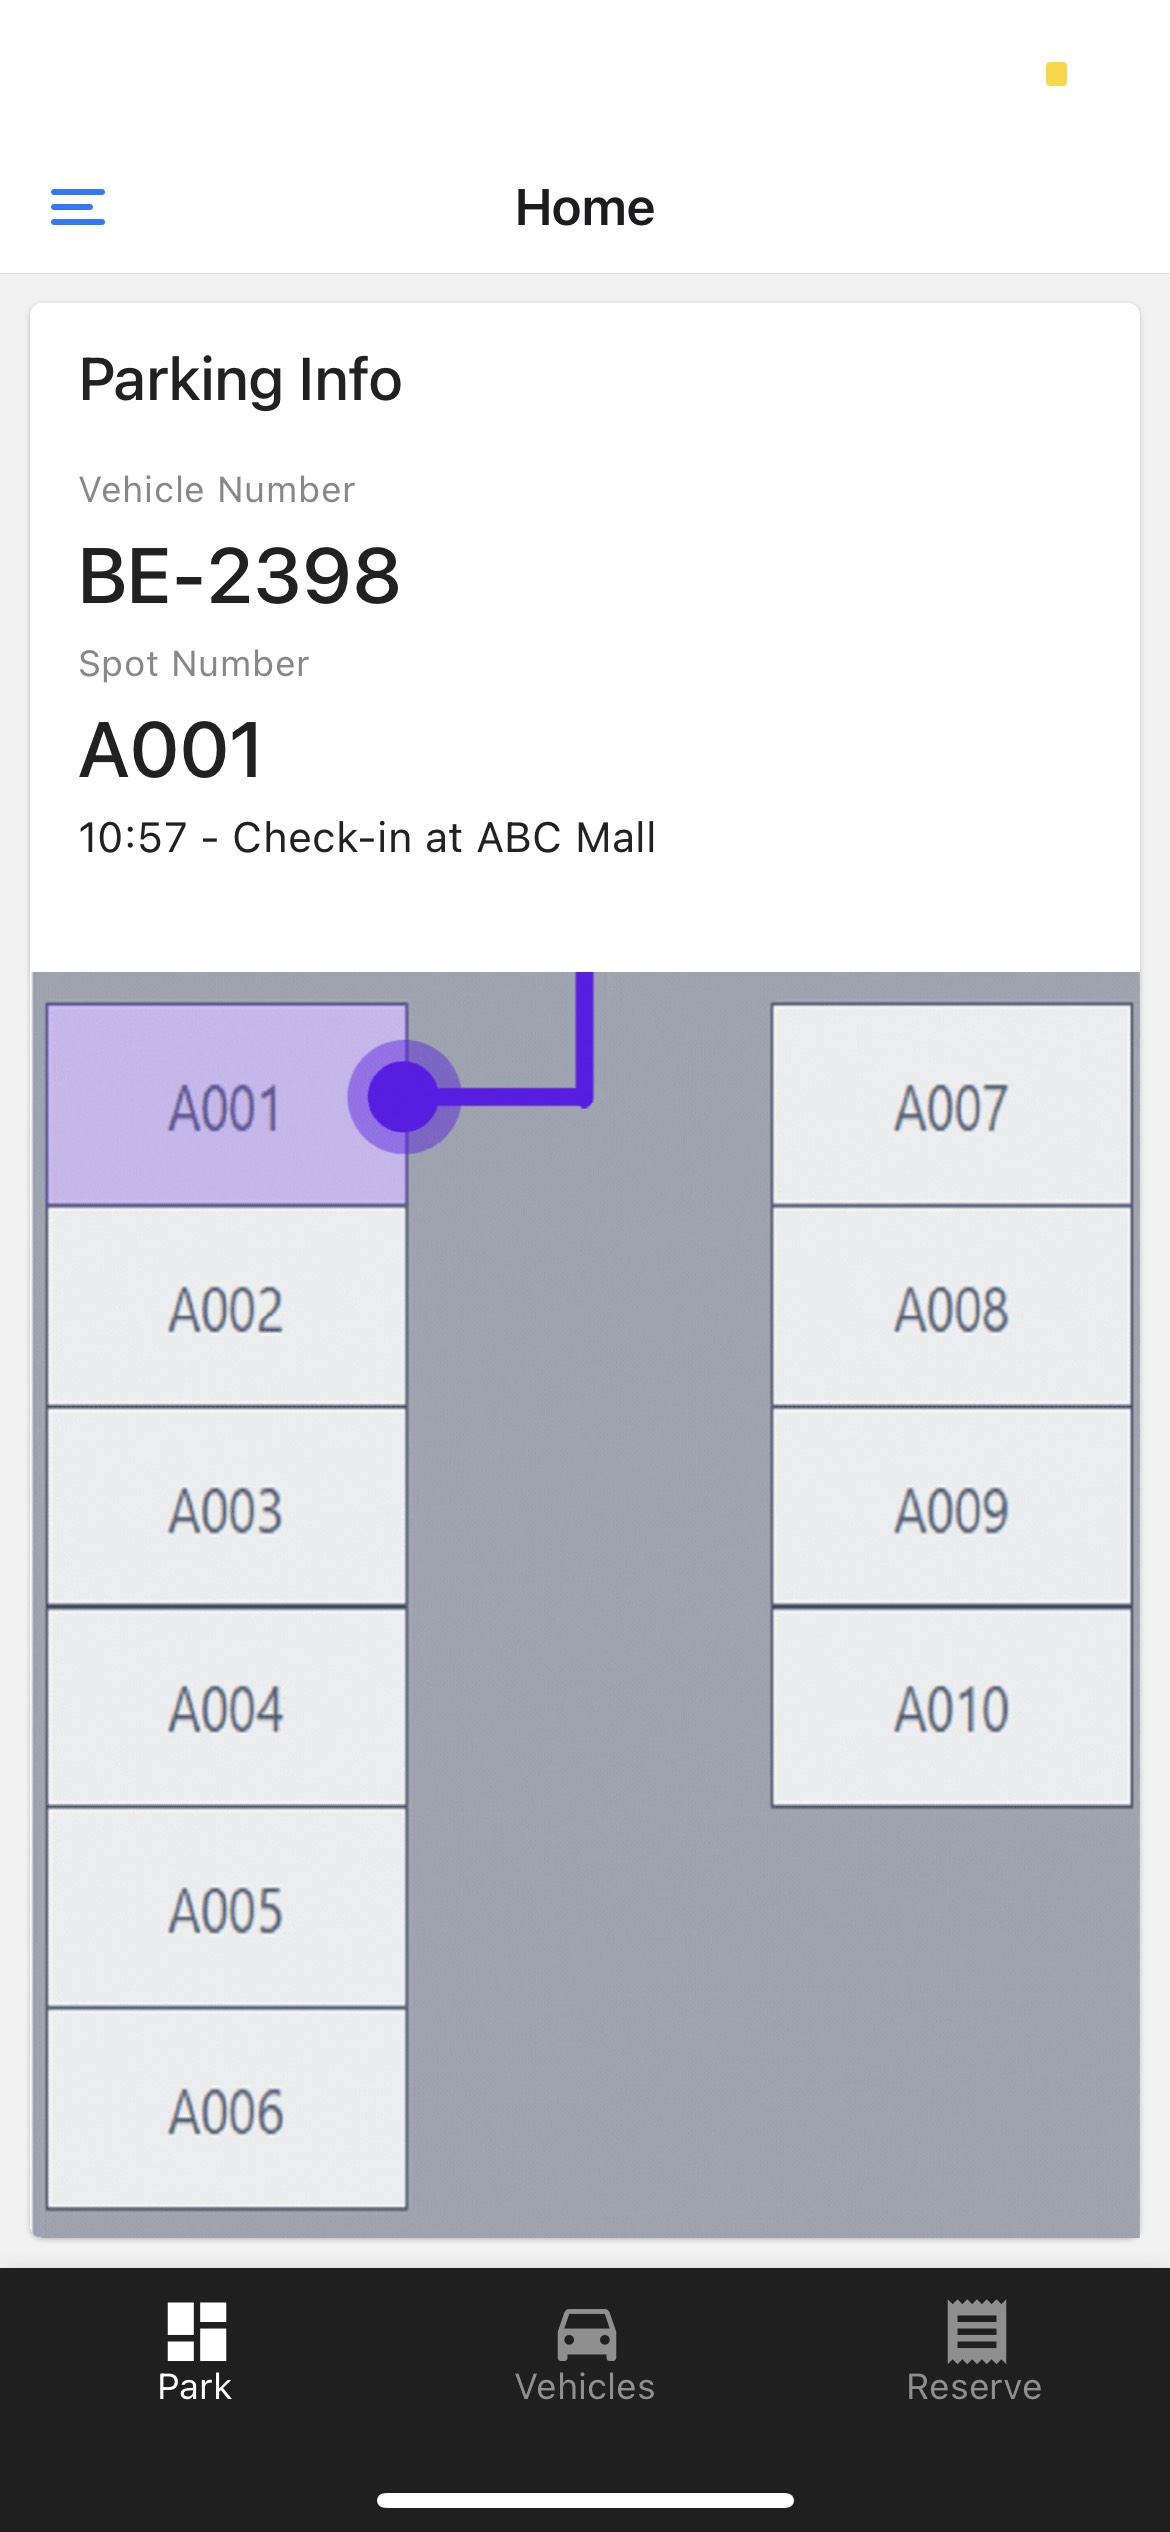 Home
Parking Info
Vehicle Number
BE-2398
Spot Number
A001
10:57 - Check-in at ABC Mall
A001
A007
A002
A008
A003
A009
A004
A010
A005
A006
Park
Vehicles
Reserve